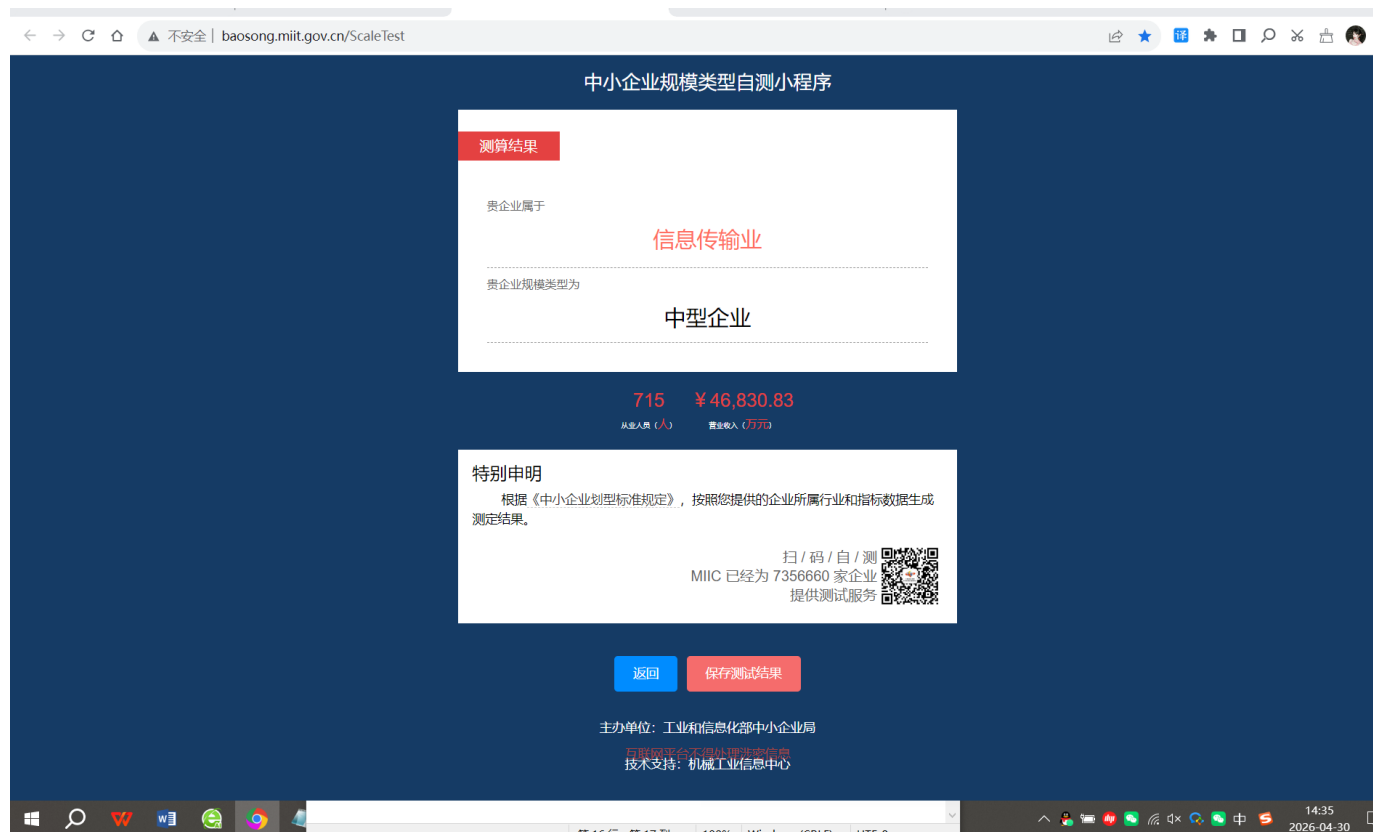 不安全 | baosong.miit.gov.cn/ScaleTest
译
中小企业规模类型自测小程序
测算结果
贵企业属于
信息传输业
贵企业规模类型为
中型企业
715 ￥46,830.83
从业人员（人） 营业收入（万元）
特别申明
根据《中小企业划型标准规定》，按照您提供的企业所属行业和指标数据生成
测定结果。
扫 / 码 / 自 / 测
MIIC 已经为 7356660 家企业
提供测试服务
返回 保存测试结果
主办单位：工业和信息化部中小企业局
互联网平台不得处理涉密信息
技术支持：机械工业信息中心
中
14:35
2026-04-30